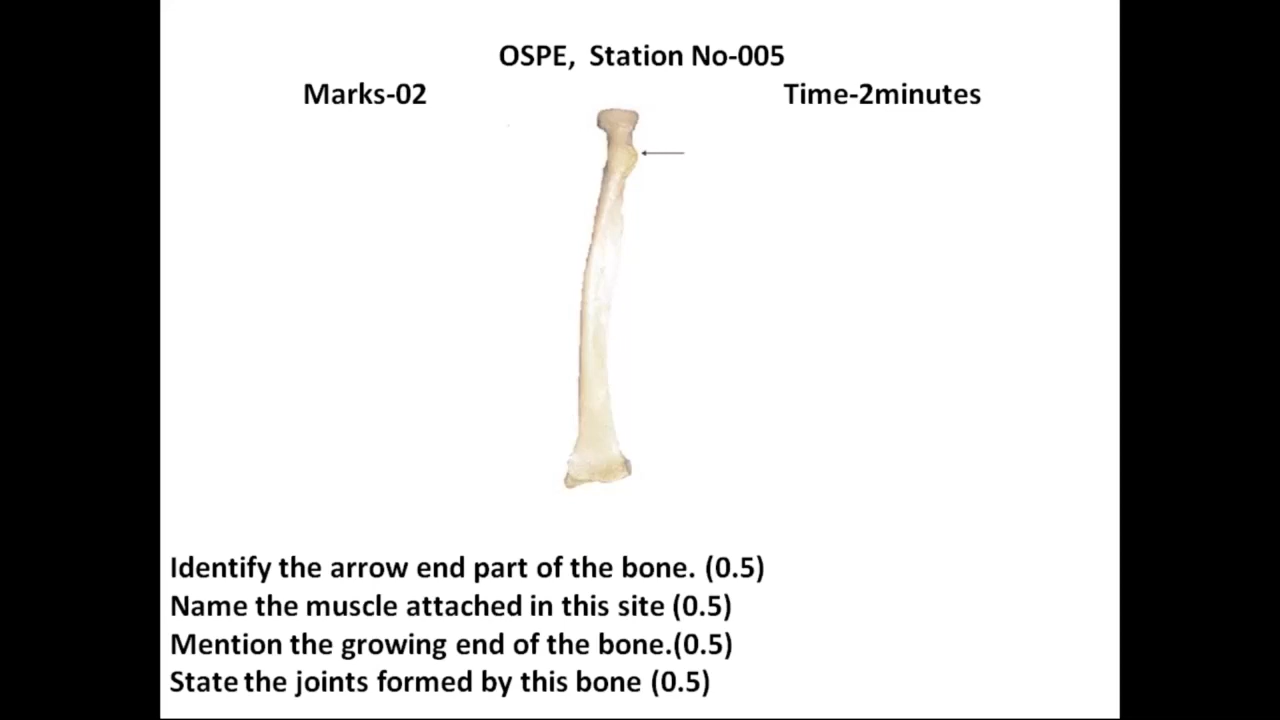 OSPE,  Station No-005
Marks-02 Time-2minutes
Identify the arrow end part of the bone. (0.5)
Name the muscle attached in this site (0.5)
Mention the growing end of the bone.(0.5)
State the joints formed by this bone (0.5)